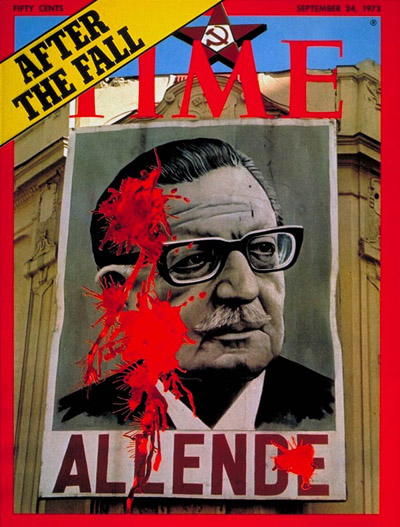 FIFTY CENTS
SEPTEMBER 24, 1973
AFTER
THE FALL
TIME
®
ALLENDE